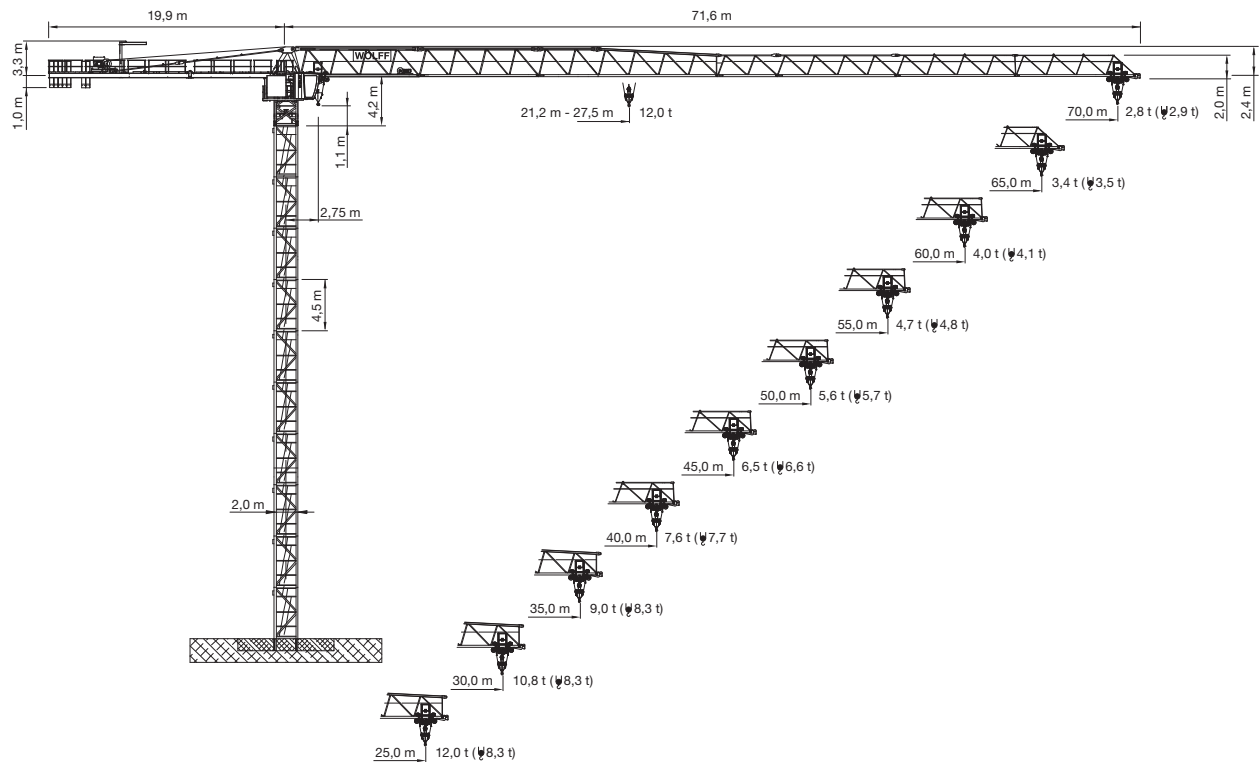 19,9 m
71,6 m
WOLFF
3,3 m
1,0 m
4,2 m
1,1 m
21,2 m - 27,5 m 12,0 t
70,0 m 2,8 t (2,9 t)
2,0 m
2,4 m
65,0 m 3,4 t (3,5 t)
2,75 m
60,0 m 4,0 t (4,1 t)
4,5 m
55,0 m 4,7 t (4,8 t)
50,0 m 5,6 t (5,7 t)
45,0 m 6,5 t (6,6 t)
2,0 m
40,0 m 7,6 t (7,7 t)
35,0 m 9,0 t (8,3 t)
30,0 m 10,8 t (8,3 t)
25,0 m 12,0 t (8,3 t)